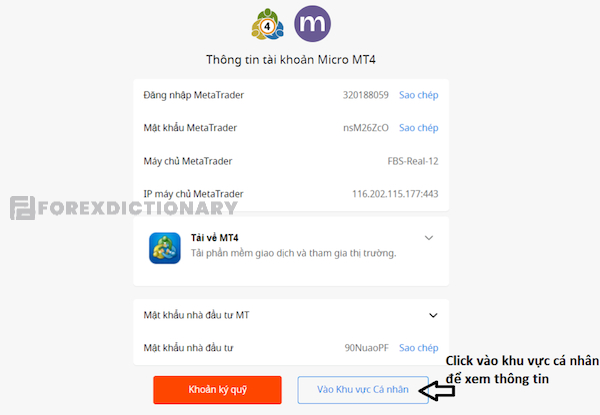 4 m
Thông tin tài khoản Micro MT4
Đăng nhập MetaTrader 320188059 Sao chép
Mật khẩu MetaTrader nsM26ZcO Sao chép
Máy chủ MetaTrader FBS-Real-12
IP máy chủ MetaTrader 116.202.115.177:443
FOREXDICTIONARY
Tải về MT4
Tải phần mềm giao dịch và tham gia thị trường.
Mật khẩu nhà đầu tư MT
Mật khẩu nhà đầu tư 90NuaoPF Sao chép
Click vào khu vực cá nhân
để xem thông tin
Khoản ký quỹ Vào Khu vực Cá nhân